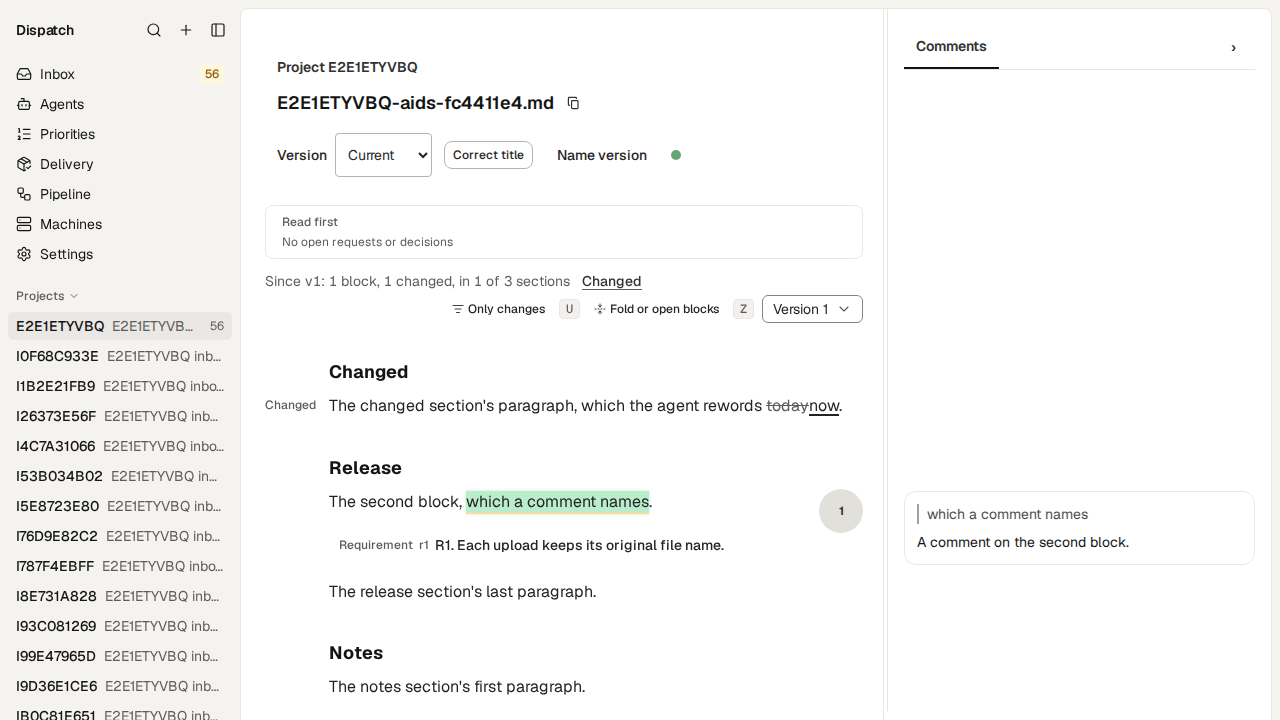 Dispatch
Inbox 56
Agents
Priorities
Delivery
Pipeline
Machines
Settings
Projects
E2E1ETYVBQ E2E1ETYVB… 56
I0F68C933E E2E1ETYVBQ inb…
I1B2E21FB9 E2E1ETYVBQ inbo…
I26373E56F E2E1ETYVBQ inb…
I4C7A31066 E2E1ETYVBQ inbo…
I53B034B02 E2E1ETYVBQ in…
I5E8723E80 E2E1ETYVBQ inb…
I76D9E82C2 E2E1ETYVBQ inb…
I787F4EBFF E2E1ETYVBQ inbo…
I8E731A828 E2E1ETYVBQ inb…
I93C081269 E2E1ETYVBQ inb…
I99E47965D E2E1ETYVBQ inb…
I9D36E1CE6 E2E1ETYVBQ inb…
IB0C81E651 E2E1ETYVBQ inb…
Project E2E1ETYVBQ
E2E1ETYVBQ-aids-fc4411e4.md
Version Current Correct title Name version
Read first
No open requests or decisions
Since v1: 1 block, 1 changed, in 1 of 3 sections Changed
Only changes U Fold or open blocks Z Version 1
Changed
Changed The changed section's paragraph, which the agent rewords todaynow.
Release
The second block, which a comment names. 1
Requirement r1 R1. Each upload keeps its original file name.
The release section's last paragraph.
Notes
The notes section's first paragraph.
Comments ›
which a comment names
A comment on the second block.